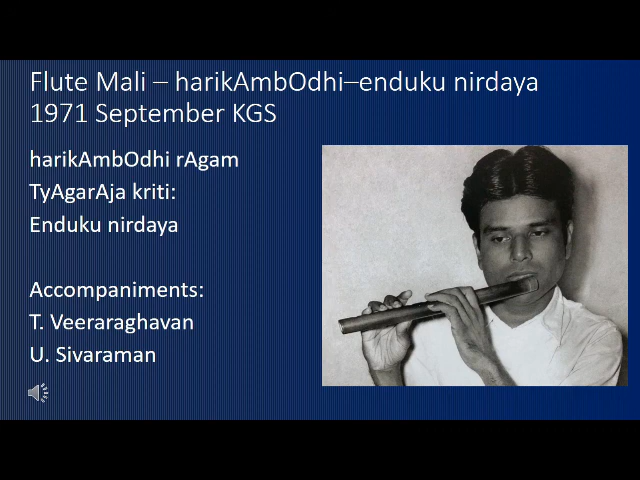 Flute Mali – harikAmbOdhi–enduku nirdaya
1971 September KGS
harikAmbOdhi rAgam
TyAgarAja kriti:
Enduku nirdaya
Accompaniments:
T. Veeraraghavan
U. Sivaraman